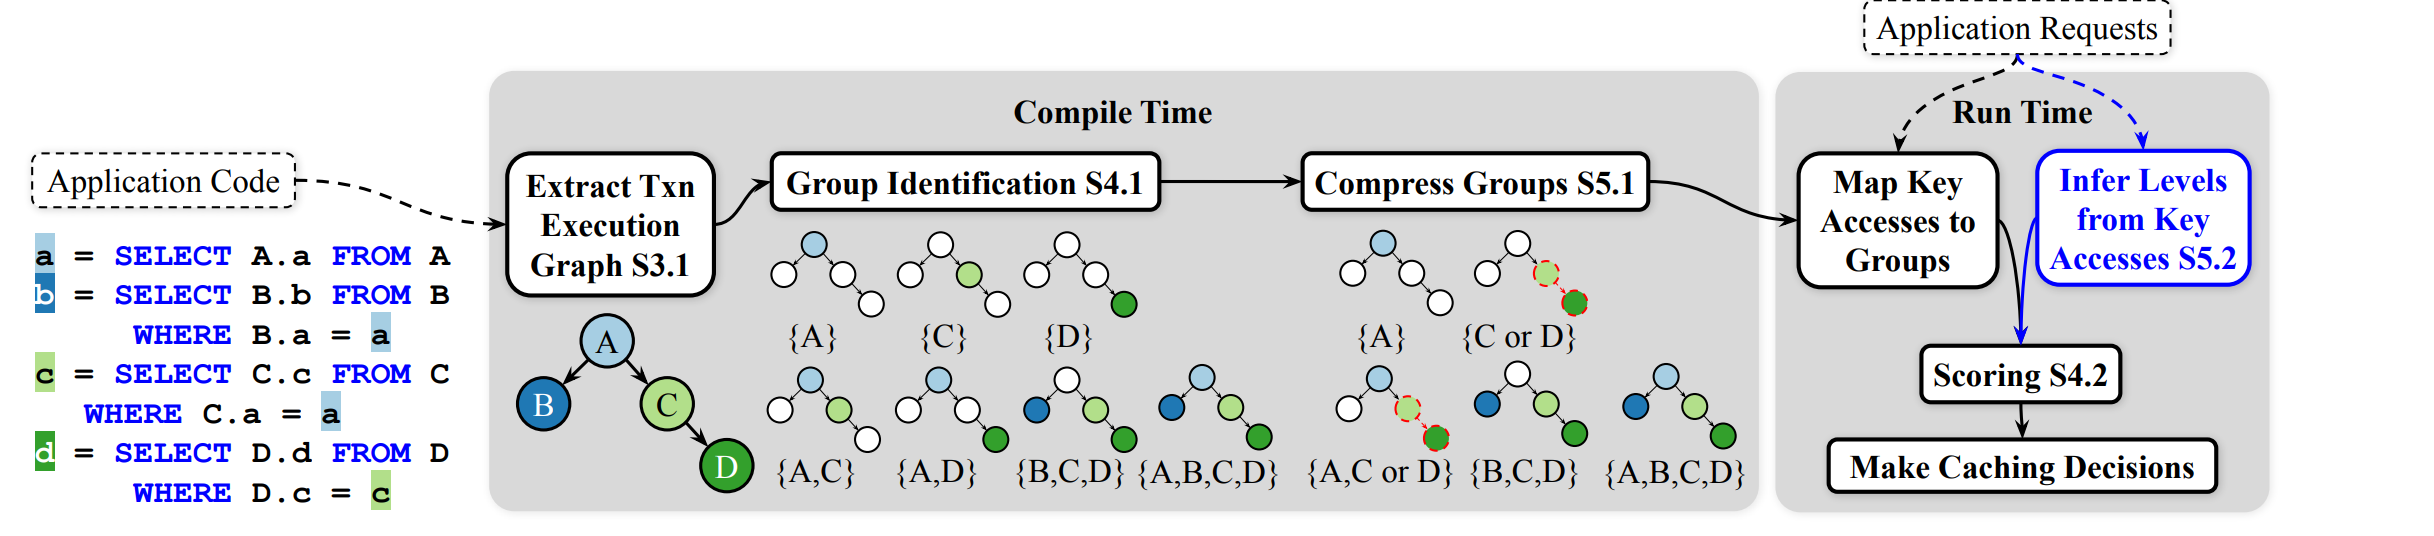 Application Requests
Compile Time
Run Time
Application Code
a = SELECT A.a FROM A
b = SELECT B.b FROM B
WHERE B.a = a
c = SELECT C.c FROM C
WHERE C.a = a
d = SELECT D.d FROM D
WHERE D.c = c
Extract Txn
Execution
Graph S3.1
A
B
C
D
Group Identification S4.1
{A}
{C}
{D}
{A,C}
{A,D}
{B,C,D}
{A,B,C,D}
Compress Groups S5.1
{A}
{C or D}
{A,C or D}
{B,C,D}
{A,B,C,D}
Map Key
Accesses to
Groups
Infer Levels
from Key
Accesses S5.2
Scoring S4.2
Make Caching Decisions